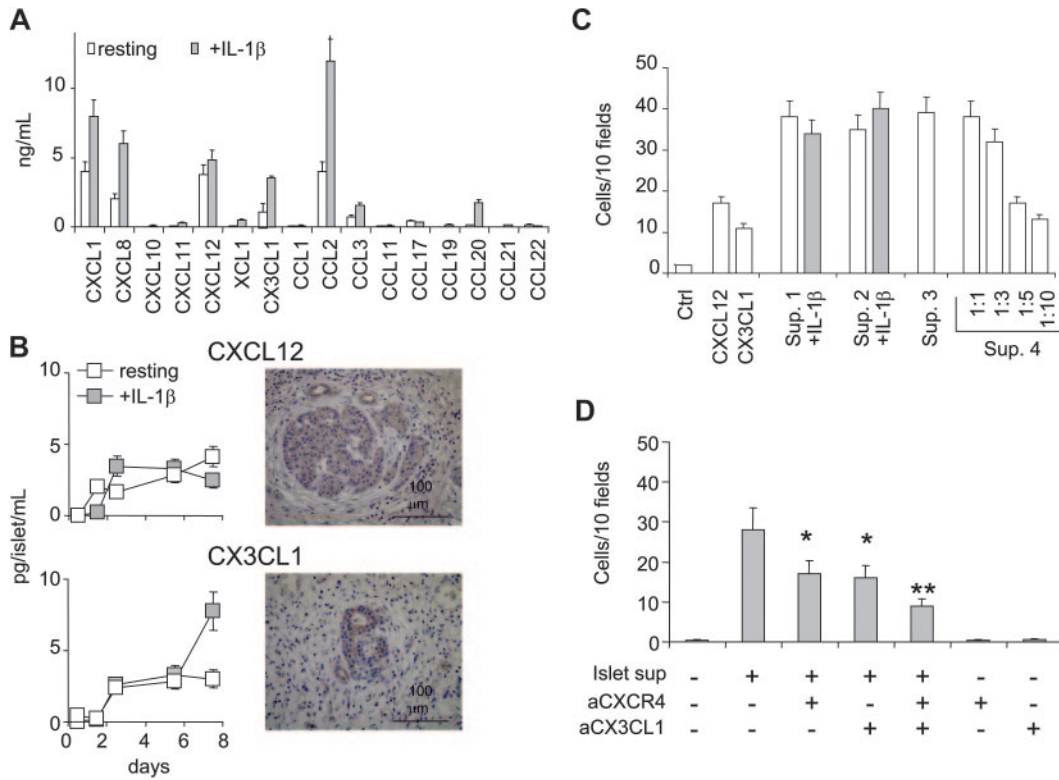 A
resting +IL-1β
ng/mL
10
5
0
CXCL1 CXCL8 CXCL10 CXCL11 CXCL12 XCL1 CX3CL1 CCL1 CCL2 CCL3 CCL11 CCL17 CCL19 CCL20 CCL21 CCL22
B
CXCL12
resting
+IL-1β
pg/islet/mL
10
5
0
100
μm
CX3CL1
10
5
0
0 2 4 6 8
days
100
μm
C
Cells/10 fields
50
40
30
20
10
0
Ctrl CXCL12 CX3CL1 Sup. 1 +IL-1β Sup. 2 +IL-1β Sup. 3 1:1 1:3 1:5 1:10
Sup. 4
D
Cells/10 fields
50
40
30
20
10
0
* * **
Islet sup - + + + + - -
aCXCR4 - - + - + + -
aCX3CL1 - - - + + - +